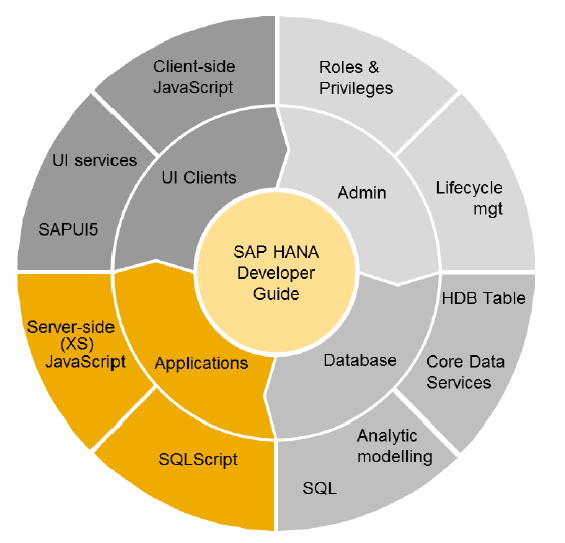 Client-side
JavaScript
Roles &
Privileges
UI services
SAPUI5
UI Clients
Admin
Lifecycle
mgt
SAP HANA
Developer
Guide
HDB Table
Core Data
Services
Server-side
(XS)
JavaScript
Applications
Database
Analytic
modelling
SQLScript
SQL